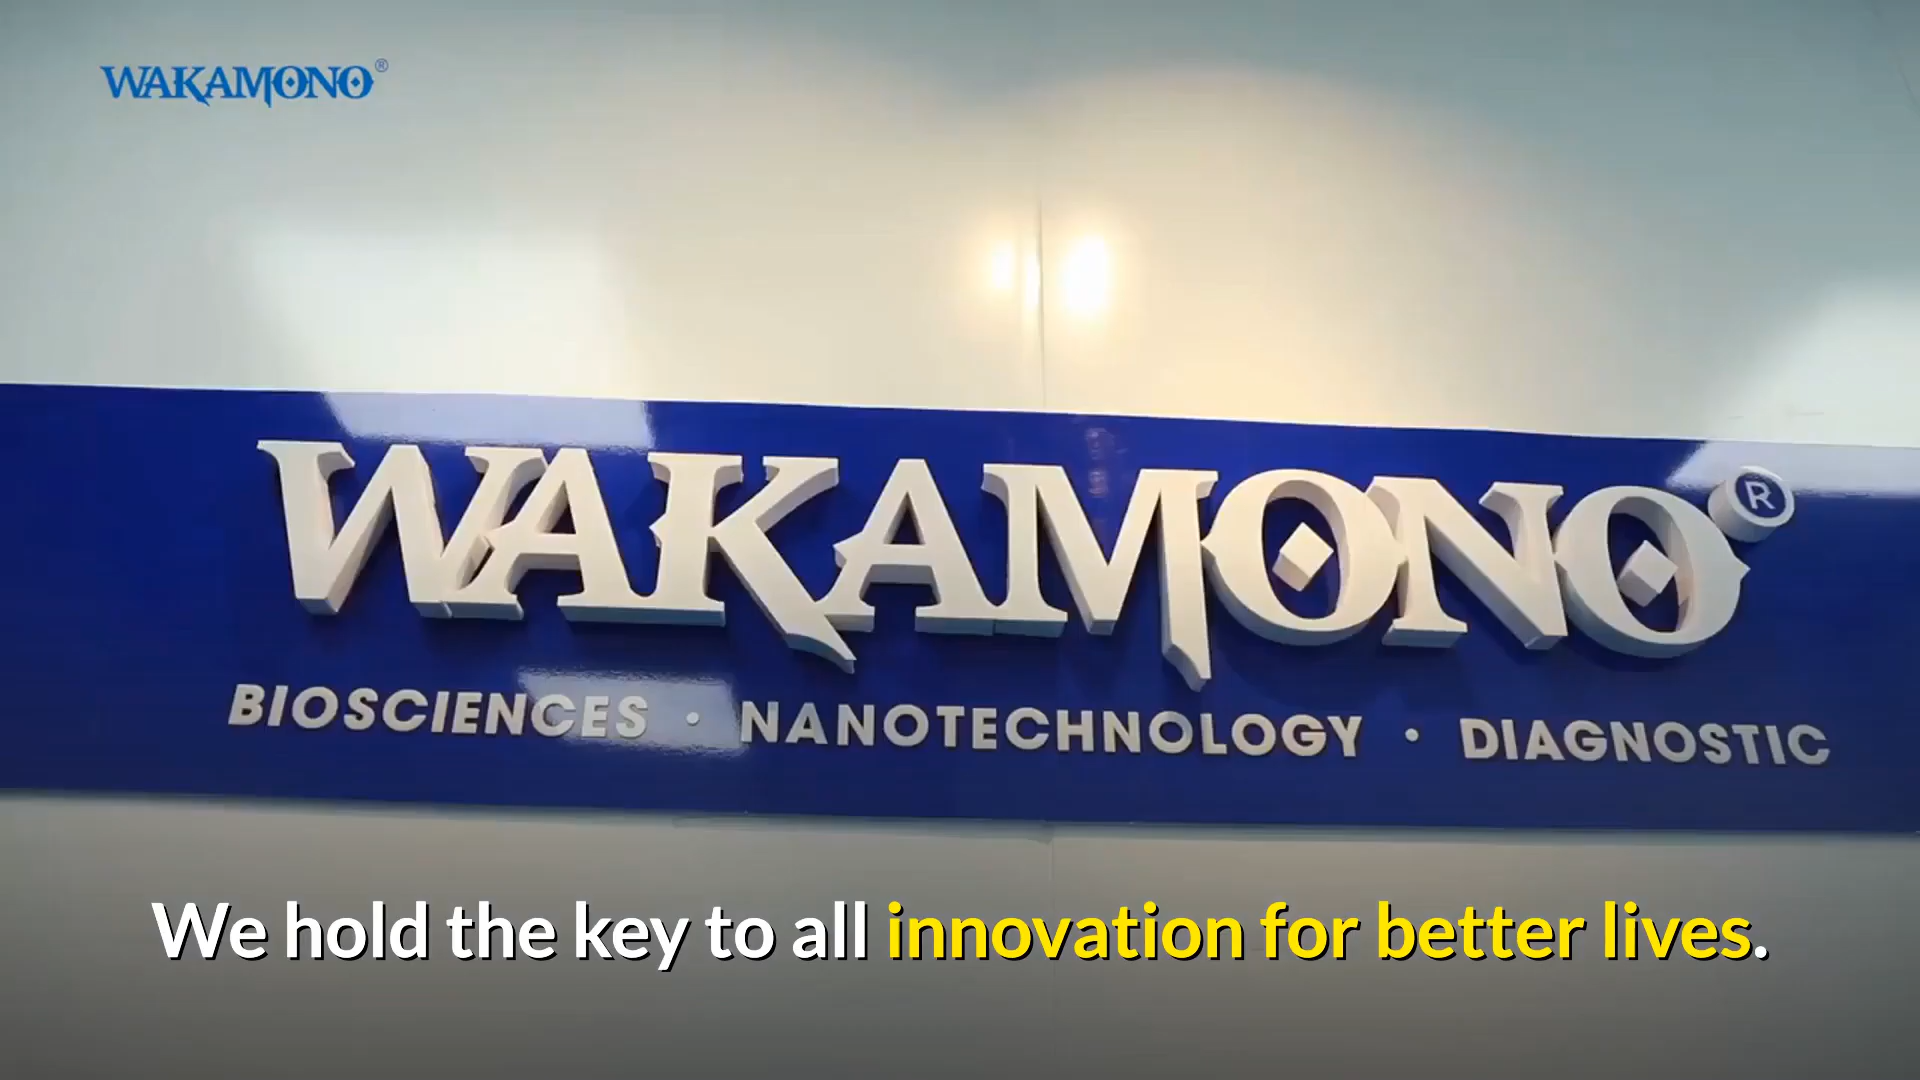 WAKAMONO®
WAKAMONO®
BIOSCIENCES · NANOTECHNOLOGY · DIAGNOSTIC
We hold the key to all innovation for better lives.